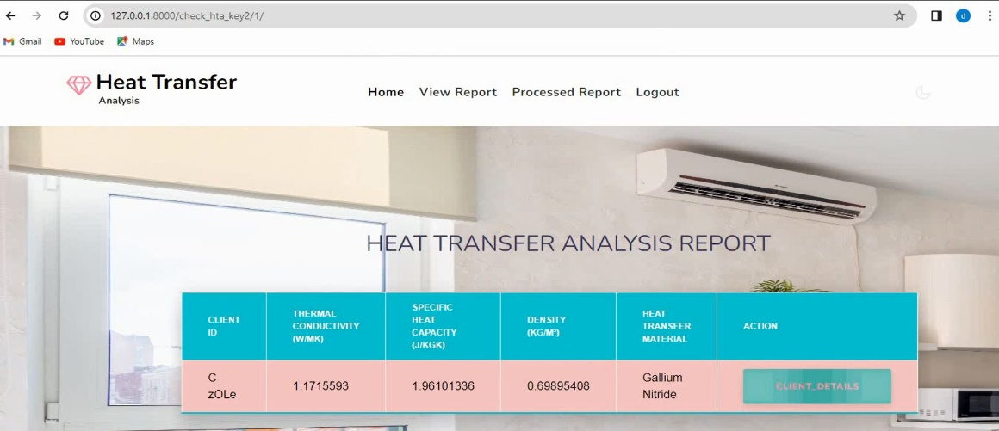 127.0.0.1:8000/check_hta_key2/1/
d
Gmail YouTube Maps
Heat Transfer
Analysis
Home View Report Processed Report Logout
HEAT TRANSFER ANALYSIS REPORT
CLIENT
ID
THERMAL
CONDUCTIVITY
(W/MK)
SPECIFIC
HEAT
CAPACITY
(J/KGK)
DENSITY
(KG/M³)
HEAT
TRANSFER
MATERIAL
ACTION
C-
zOLe
1.1715593
1.96101336
0.69895408
Gallium
Nitride
CLIENT_DETAILS